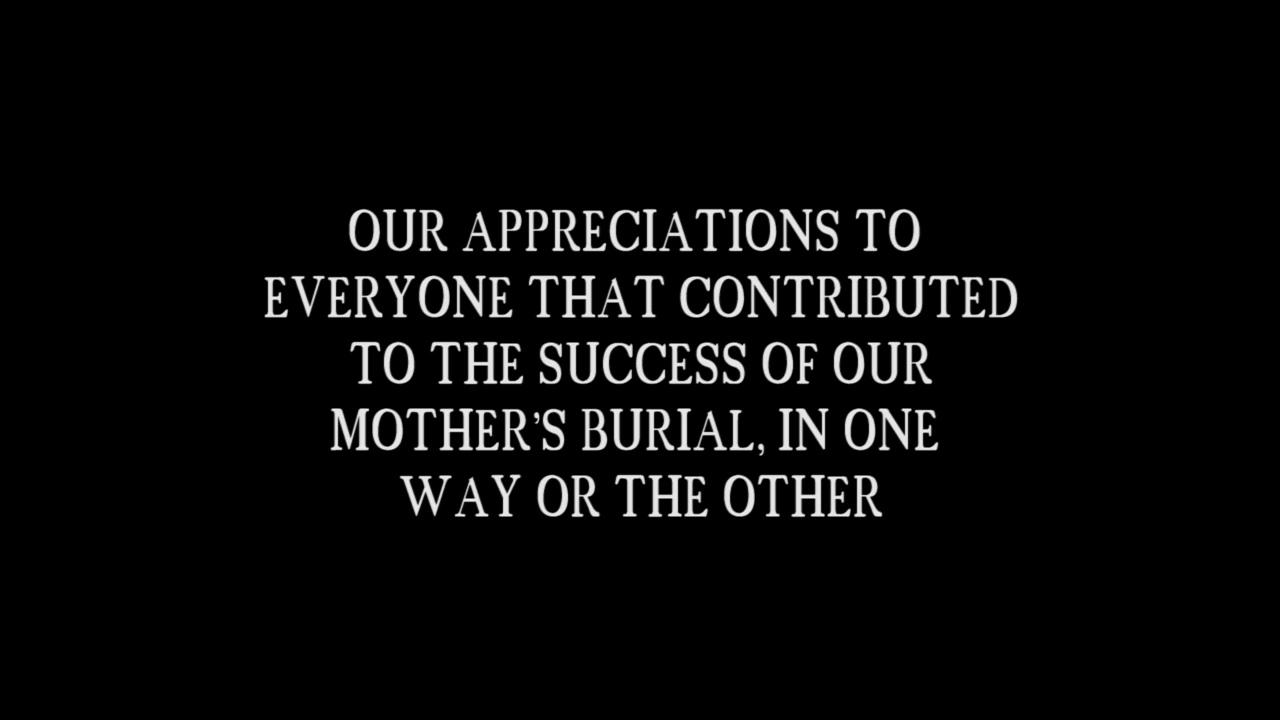 OUR APPRECIATIONS TO
EVERYONE THAT CONTRIBUTED
TO THE SUCCESS OF OUR
MOTHER'S BURIAL, IN ONE
WAY OR THE OTHER